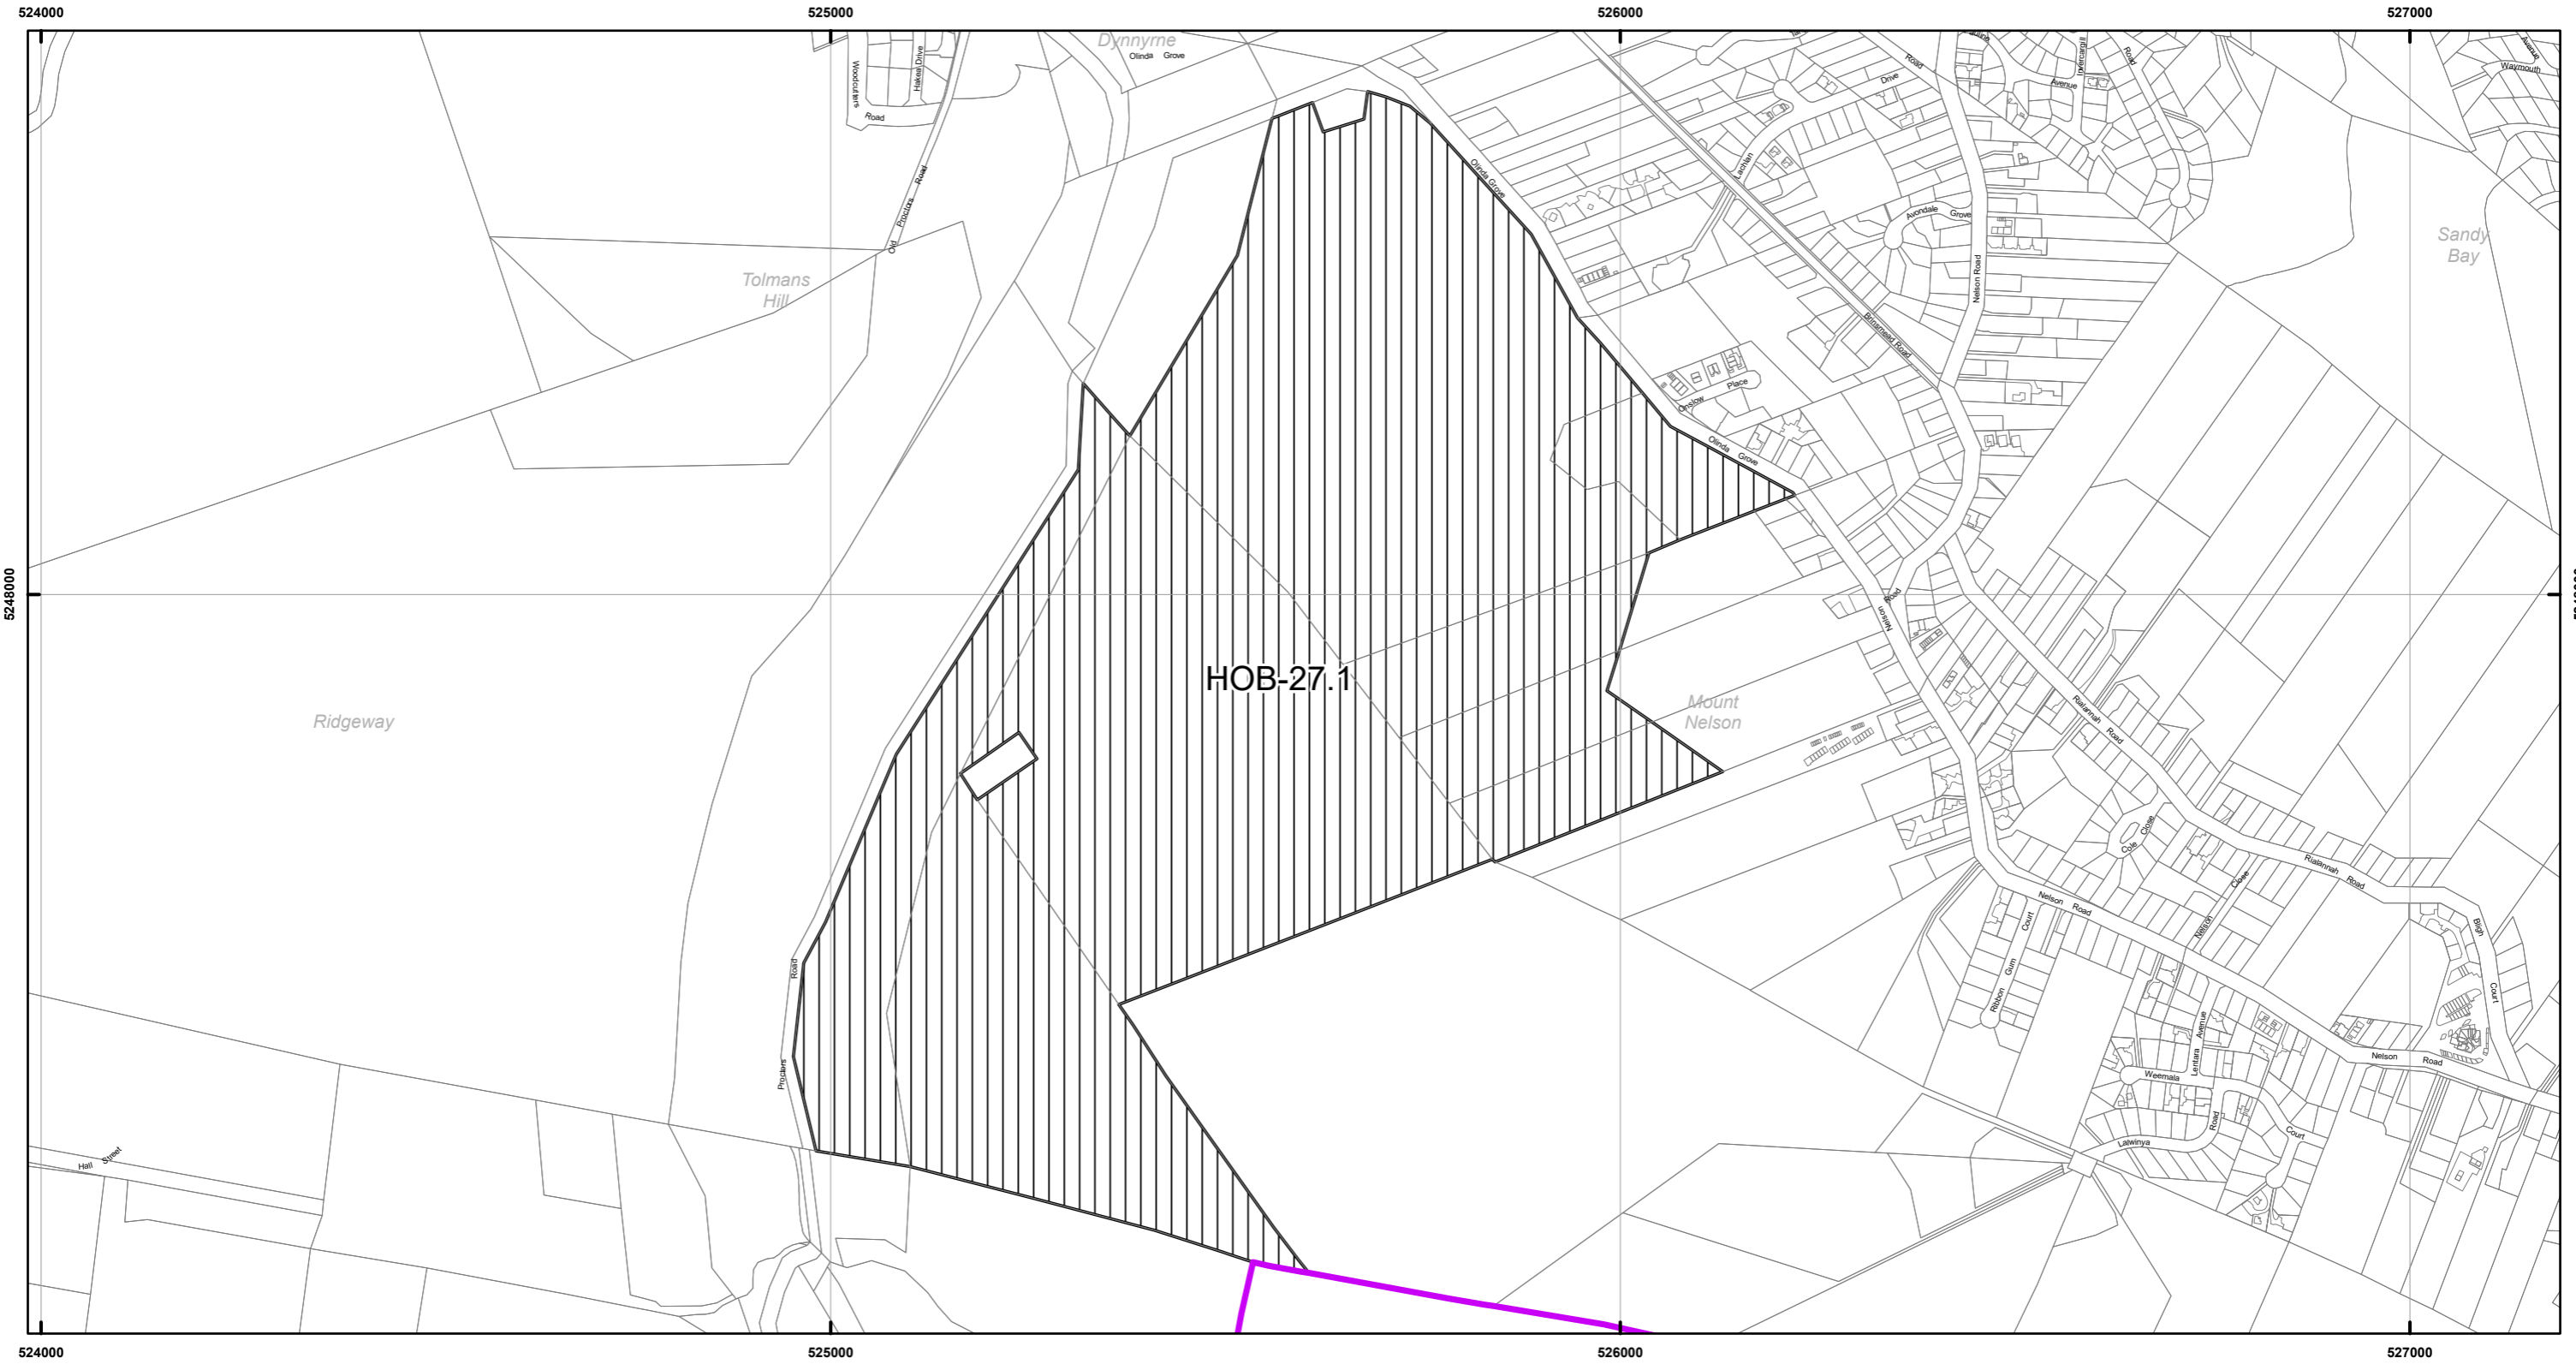 524000
525000
526000
527000
Dynnyrne
Olinda Grove
Woodcutters
Road
Hakea Drive
Old Proctors Road
Tolmans
Hill
Olinda Grove
Lachlan
Drive
Road
Avenue
Invercargill
Road
Avenue
Waymouth
Avondale Grove
Nelson Road
Sandy
Bay
Brinsmead Road
Onslow Place
Olinda Grove
5248000
Nelson Road
HOB-27.1
Ridgeway
Mount
Nelson
Rialannah Road
Cole Close
Rialannah Road
Nelson Road
Nelson Close
Bligh Court
Ribbon Gum Court
Proctors Road
Lentara Avenue
Weemala Court
Nelson Road
Lalwinya Road
Hall Street
524000
525000
526000
527000